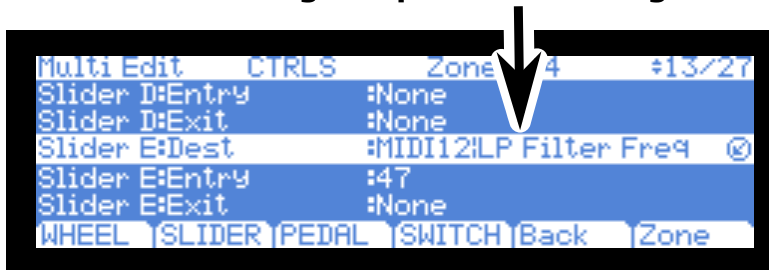 Multi Edit CTRLS Zone 4 13/27
Slider D:Entry :None
Slider D:Exit :None
Slider E:Dest :MIDI12:LP Filter Freq
Slider E:Entry :47
Slider E:Exit :None
WHEEL SLIDER PEDAL SWITCH Back Zone